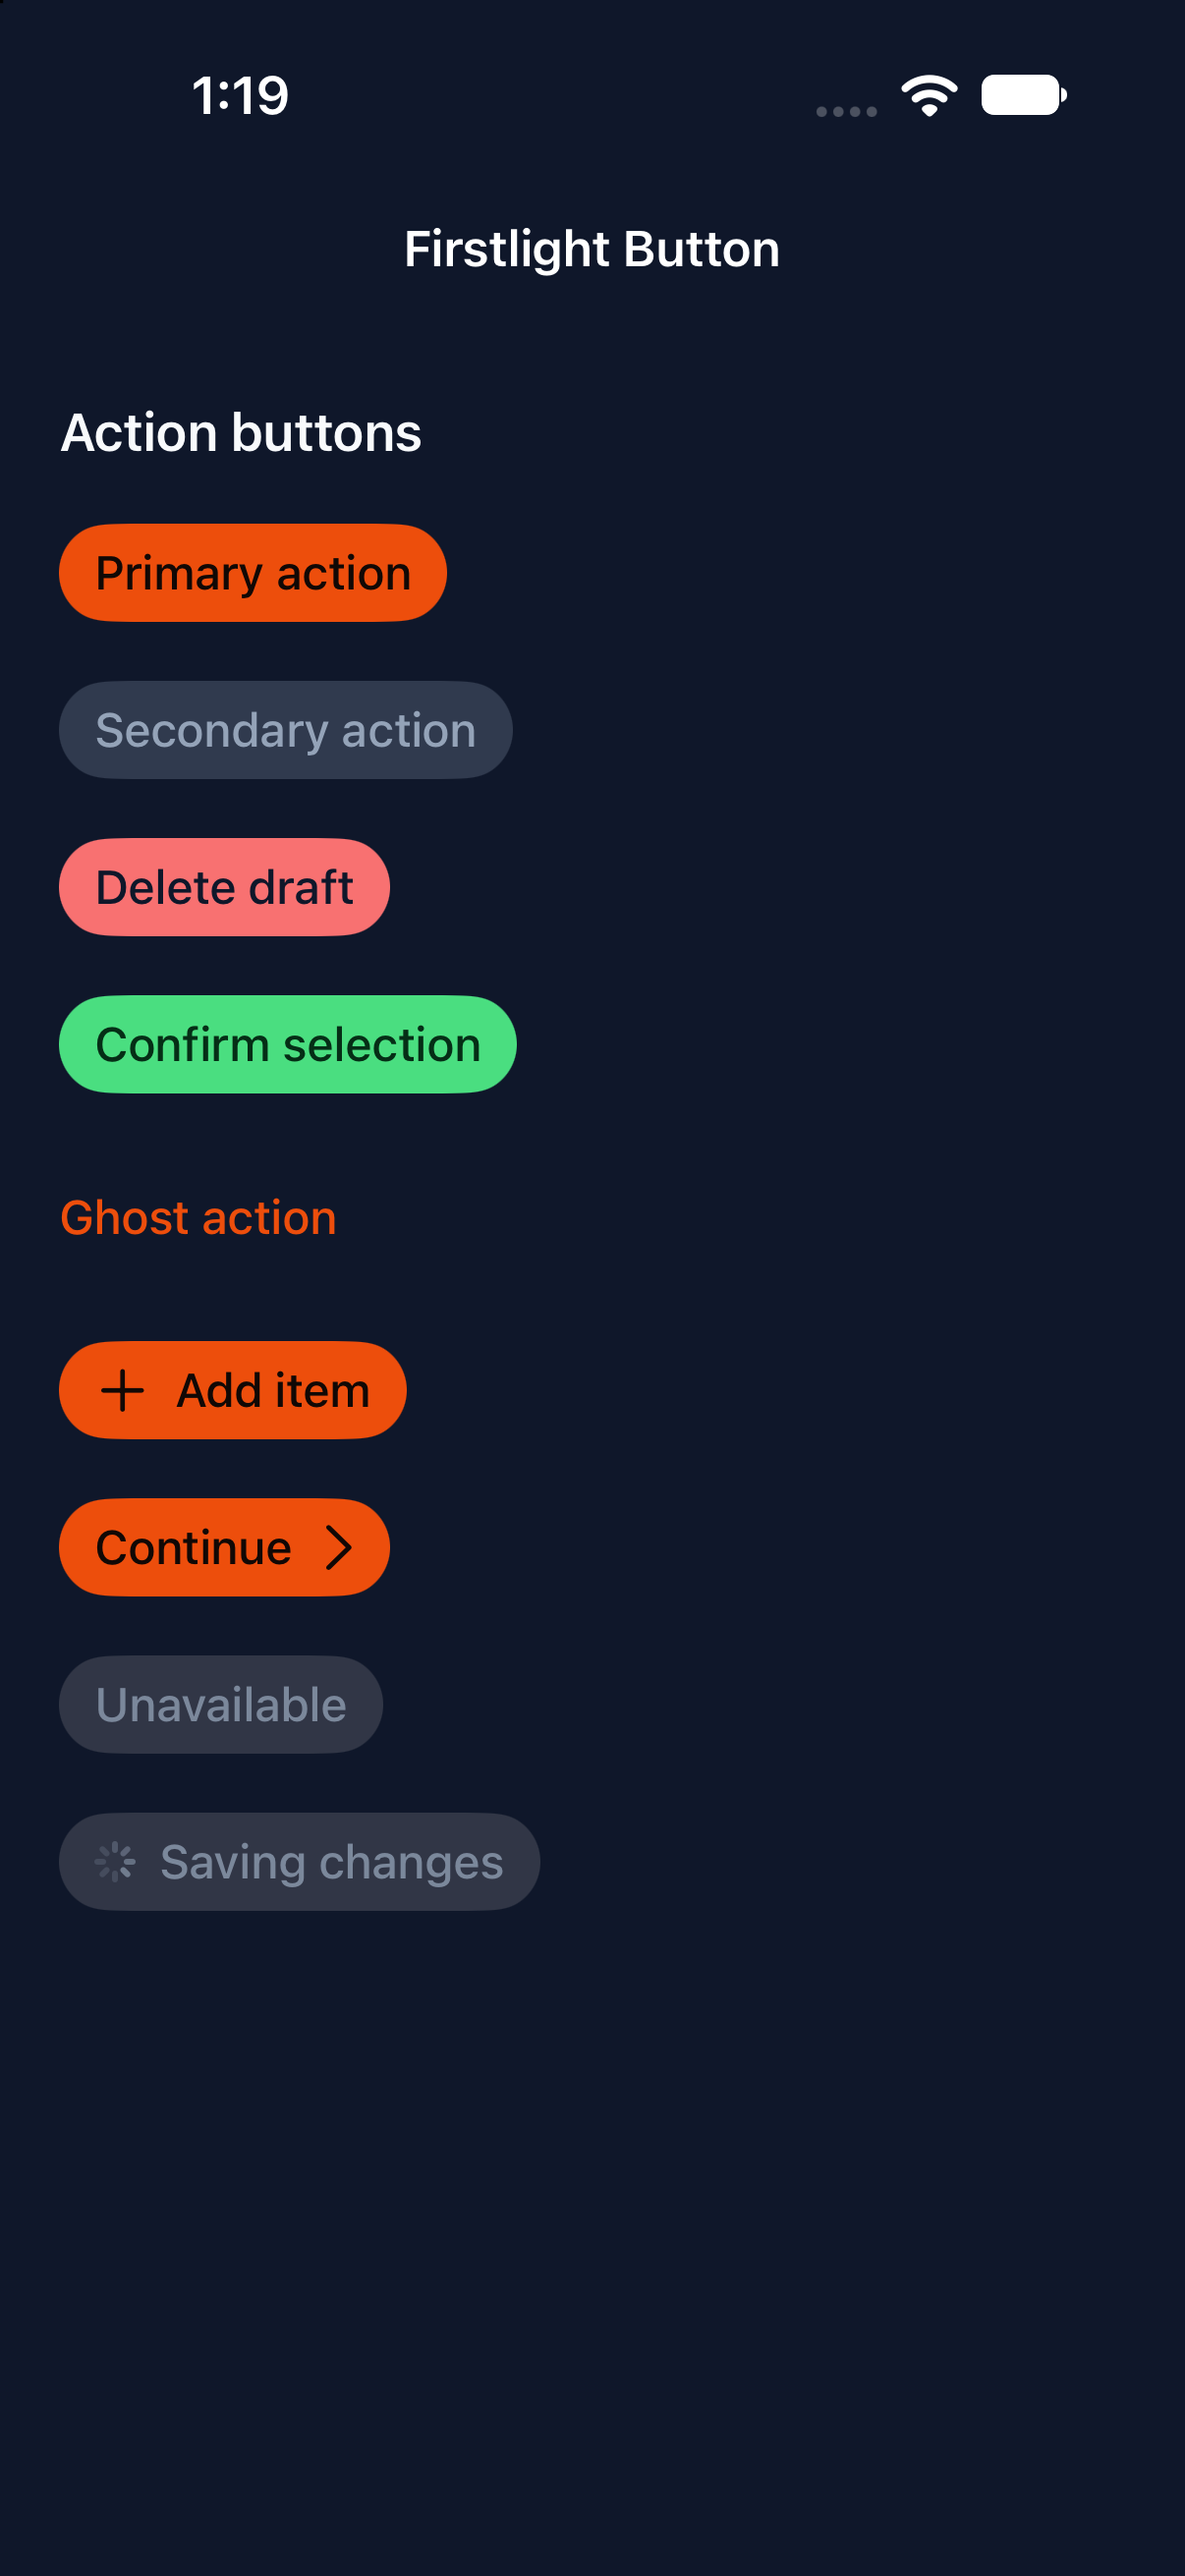 1:19
Firstlight Button
Action buttons
Primary action
Secondary action
Delete draft
Confirm selection
Ghost action
Add item
Continue
Unavailable
Saving changes